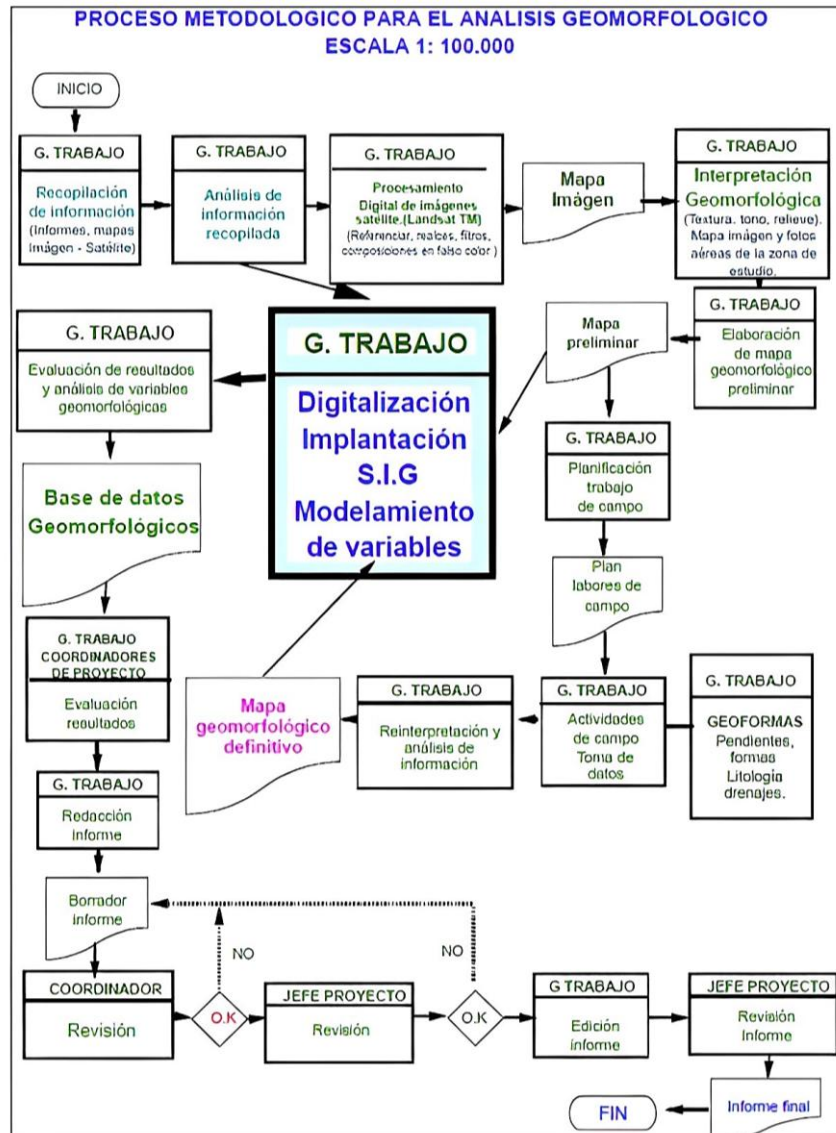 PROCESO METODOLOGICO PARA EL ANALISIS GEOMORFOLOGICO
ESCALA 1: 100.000
INICIO
G. TRABAJO
Recopilación
de información
(Informes, mapas
Imágen - Satélite)
G. TRABAJO
Análisis de
información
recopilada
G. TRABAJO
Procesamiento
Digital de imágenes
satélite.(Landsat TM)
(Referenciar, realces, filtros,
composiciones en falso color )
Mapa
Imágen
G. TRABAJO
Interpretación
Geomorfológica
(Textura, tono, relieve).
Mapa imágen y fotos
aéreas de la zona de
estudio.
G. TRABAJO
Elaboración
de mapa
geomorfológico
preliminar
Mapa
preliminar
G. TRABAJO
Digitalización
Implantación
S.I.G
Modelamiento
de variables
G. TRABAJO
Evaluación de resultados
y análisis de variables
geomorfológicas
G. TRABAJO
Planificación
trabajo
de campo
Base de datos
Geomorfológicos
Plan
labores de
campo
G. TRABAJO
COORDINADORES
DE PROYECTO
Evaluación
resultados
Mapa
geomorfológico
definitivo
G. TRABAJO
Reinterpretación y
análisis de
información
G. TRABAJO
Actividades
de campo
Toma de
datos
G. TRABAJO
GEOFORMAS
Pendientes,
formas
Litología
drenajes.
G. TRABAJO
Redacción
informe
Borrador
informe
NO
NO
COORDINADOR
Revisión
O.K
JEFE PROYECTO
Revisión
O.K
G TRABAJO
Edición
informe
JEFE PROYECTO
Revisión
Informe
Informe final
FIN